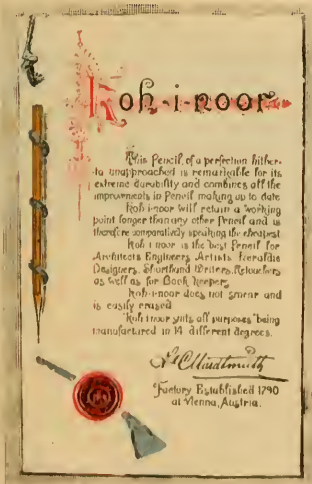 Koh-i-noor
This Pencil, of a perfection hither-
to unapproached is remarkable for its
extreme durability and combines all the
improvements in Pencil making up to date
Koh-i-noor will retain a working
point longer than any other Pencil and is
therefore comparatively speaking the cheapest.
Koh i noor is the best Pencil for
Architects Engineers Artists, Heraldic
Designers, Shorthand Writers, Retouchers
as well as for Book Keepers
Koh-i-noor does not smear and
is easily erased
Koh i noor suits all purposes being
manufactured in 14 different degrees.
L&C Hardtmuth
Factory Established 1790
at Vienna, Austria.